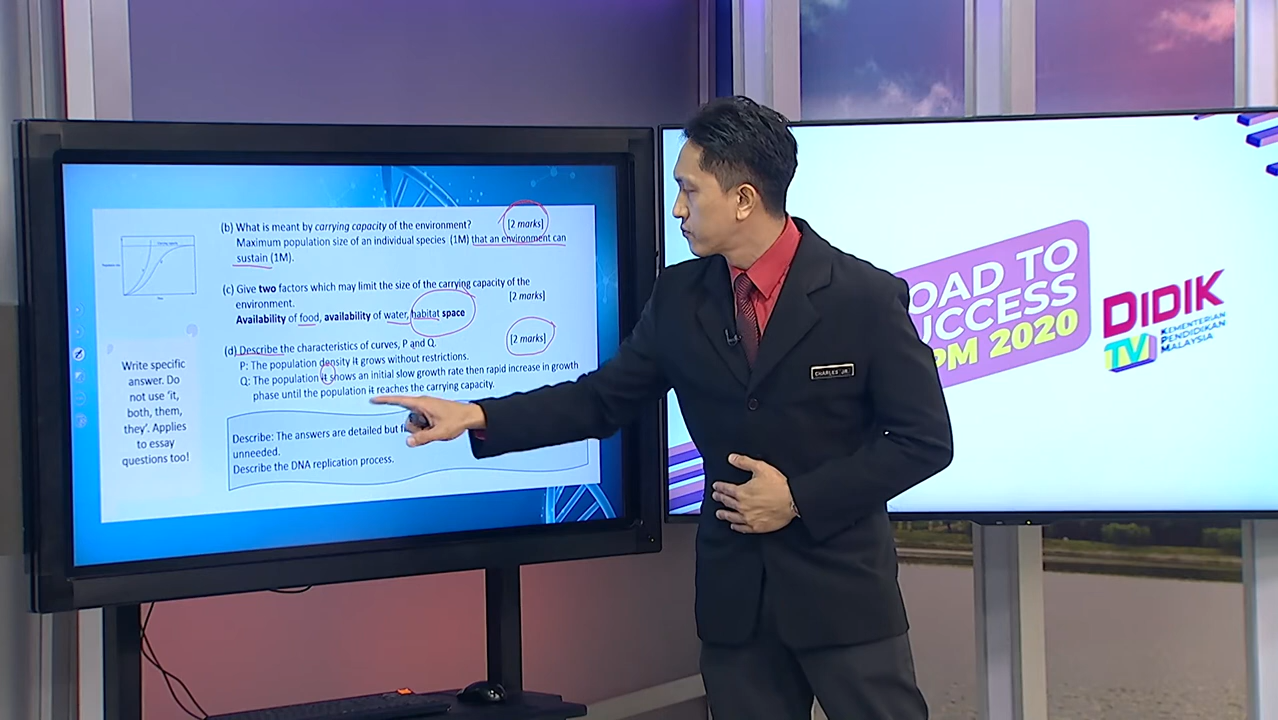 (b) What is meant by carrying capacity of the environment?
[2 marks]
Maximum population size of an individual species (1M) that an environment can
sustain (1M).
(c) Give two factors which may limit the size of the carrying capacity of the
environment.
[2 marks]
Availability of food, availability of water, habitat space
(d) Describe the characteristics of curves, P and Q.
[2 marks]
P: The population density it grows without restrictions.
Q: The population it shows an initial slow growth rate then rapid increase in growth
phase until the population it reaches the carrying capacity.
Write specific
answer. Do
not use 'it,
both, them,
they'. Applies
to essay
questions too!
Describe: The answers are detailed but
unneeded.
Describe the DNA replication process.
CHARLES JR.
OAD TO
UCCESS
PM 2020
DIDIK
TV
KEMENTERIAN
PENDIDIKAN
MALAYSIA